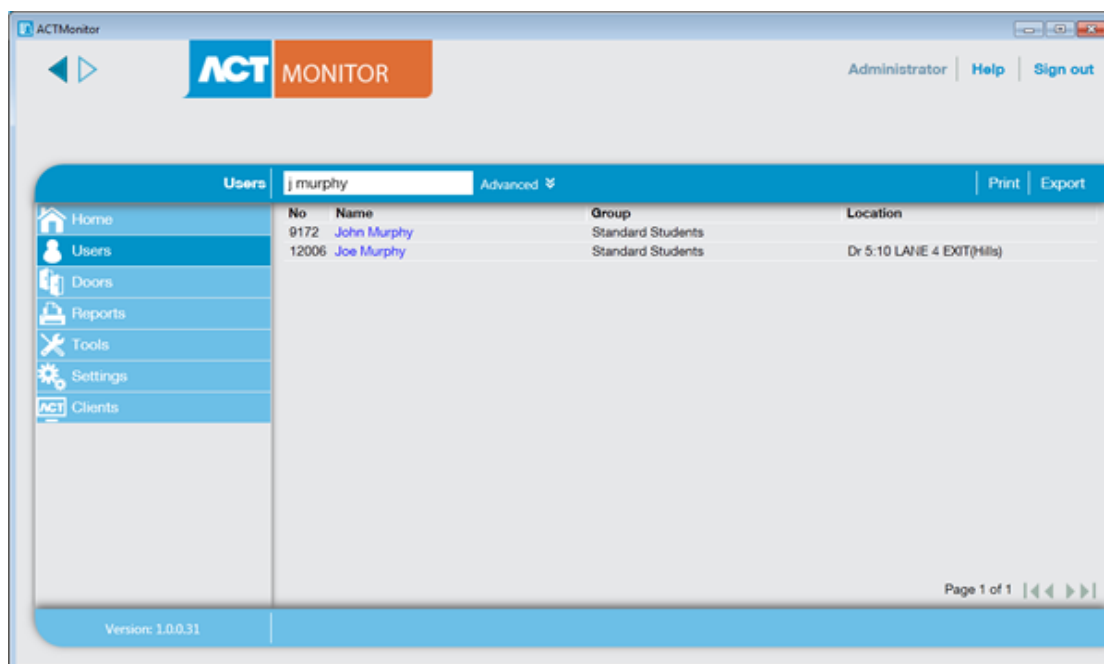 ACTMonitor
ACT MONITOR
Administrator Help Sign out
Users j murphy Advanced Print Export
Home
Users
Doors
Reports
Tools
Settings
ACT Clients
No Name Group Location
9172 John Murphy Standard Students
12006 Joe Murphy Standard Students Dr 5:10 LANE 4 EXIT(Hills)
Page 1 of 1
Version: 1.0.0.31